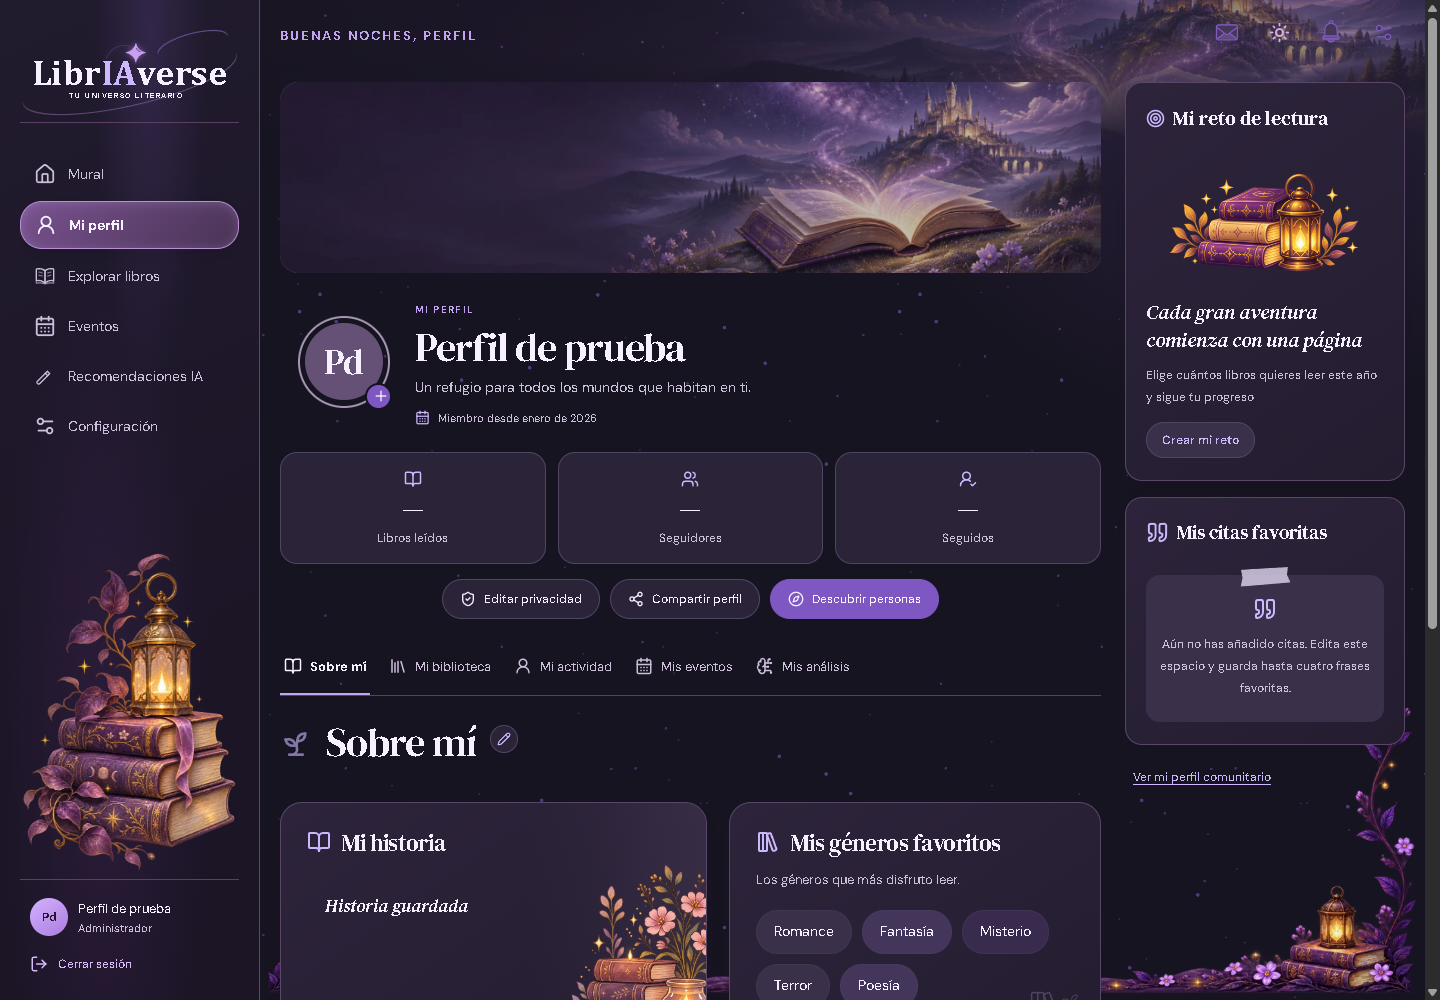 LibrIAverse
TU UNIVERSO LITERARIO
Mural
Mi perfil
Explorar libros
Eventos
Recomendaciones IA
Configuración
Pd
Perfil de prueba
Administrador
Cerrar sesión
BUENAS NOCHES, PERFIL
Pd
MI PERFIL
Perfil de prueba
Un refugio para todos los mundos que habitan en ti.
Miembro desde enero de 2026
—
Libros leídos
—
Seguidores
—
Seguidos
Editar privacidad
Compartir perfil
Descubrir personas
Sobre mí
Mi biblioteca
Mi actividad
Mis eventos
Mis análisis
Sobre mí
Mi historia
Historia guardada
Mis géneros favoritos
Los géneros que más disfruto leer.
Romance
Fantasía
Misterio
Terror
Poesía
Mi reto de lectura
Cada gran aventura
comienza con una página
Elige cuántos libros quieres leer este año
y sigue tu progreso
Crear mi reto
Mis citas favoritas
Aún no has añadido citas. Edita este
espacio y guarda hasta cuatro frases
favoritas.
Ver mi perfil comunitario